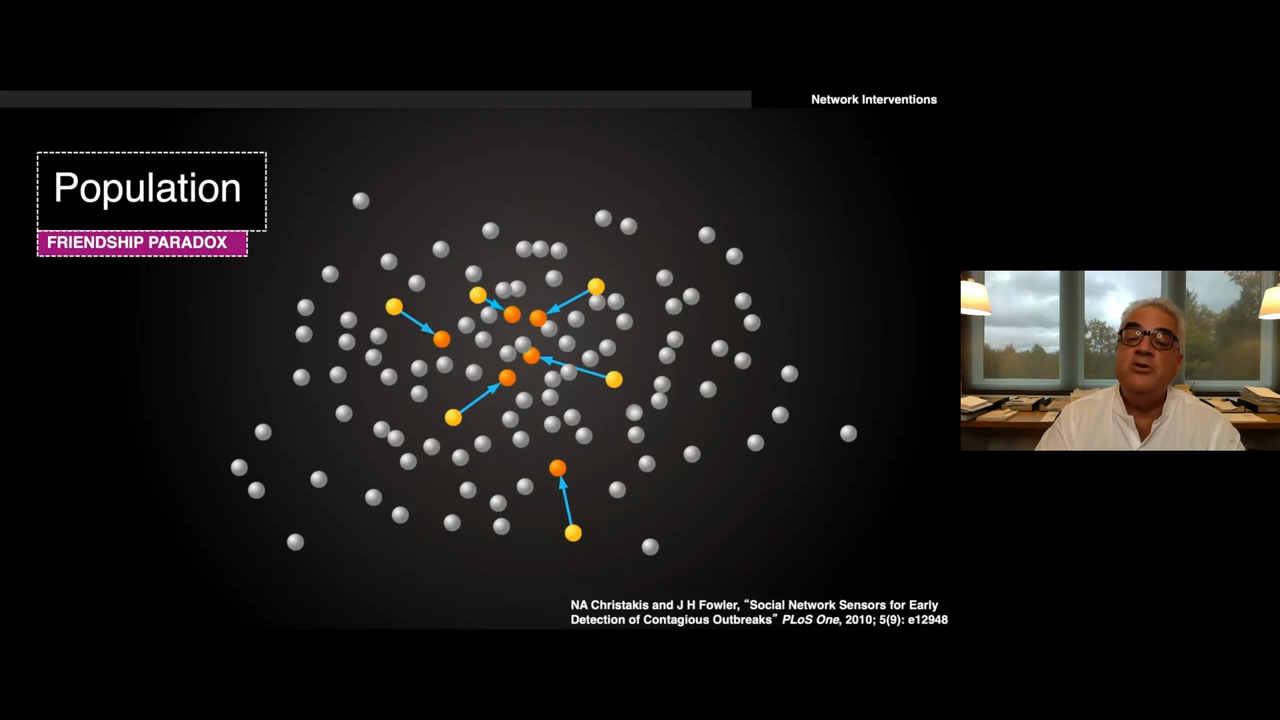 Network Interventions
Population
FRIENDSHIP PARADOX
NA Christakis and J H Fowler, “Social Network Sensors for Early
Detection of Contagious Outbreaks” PLoS One, 2010; 5(9): e12948